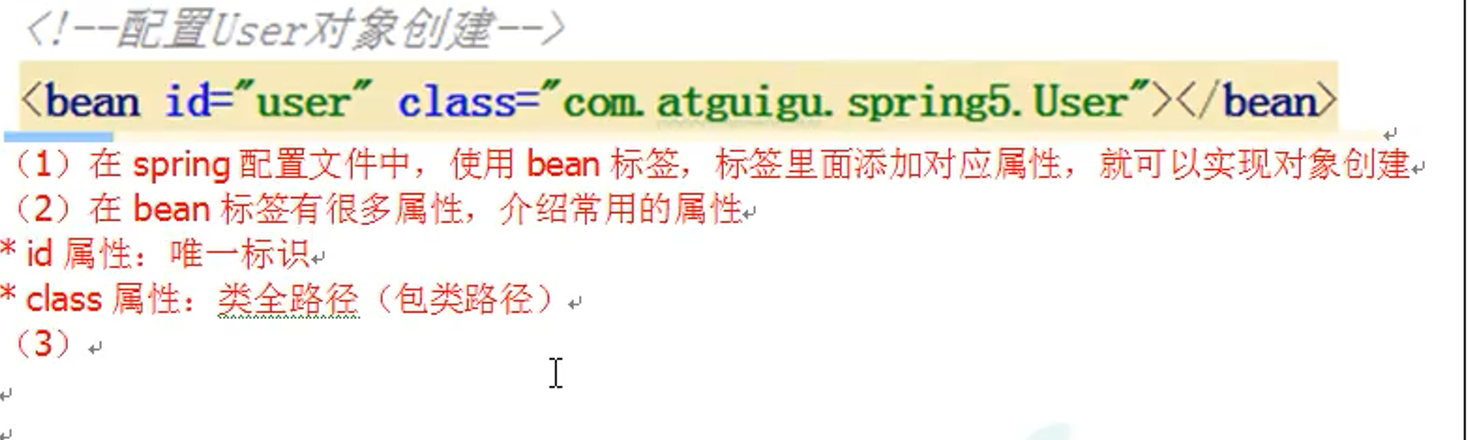 <!--配置User对象创建-->
<bean id="user" class="com.atguigu.spring5.User"></bean>
（1）在 spring 配置文件中，使用 bean 标签，标签里面添加对应属性，就可以实现对象创建
（2）在 bean 标签有很多属性，介绍常用的属性
* id 属性：唯一标识
* class 属性：类全路径（包类路径）
（3）